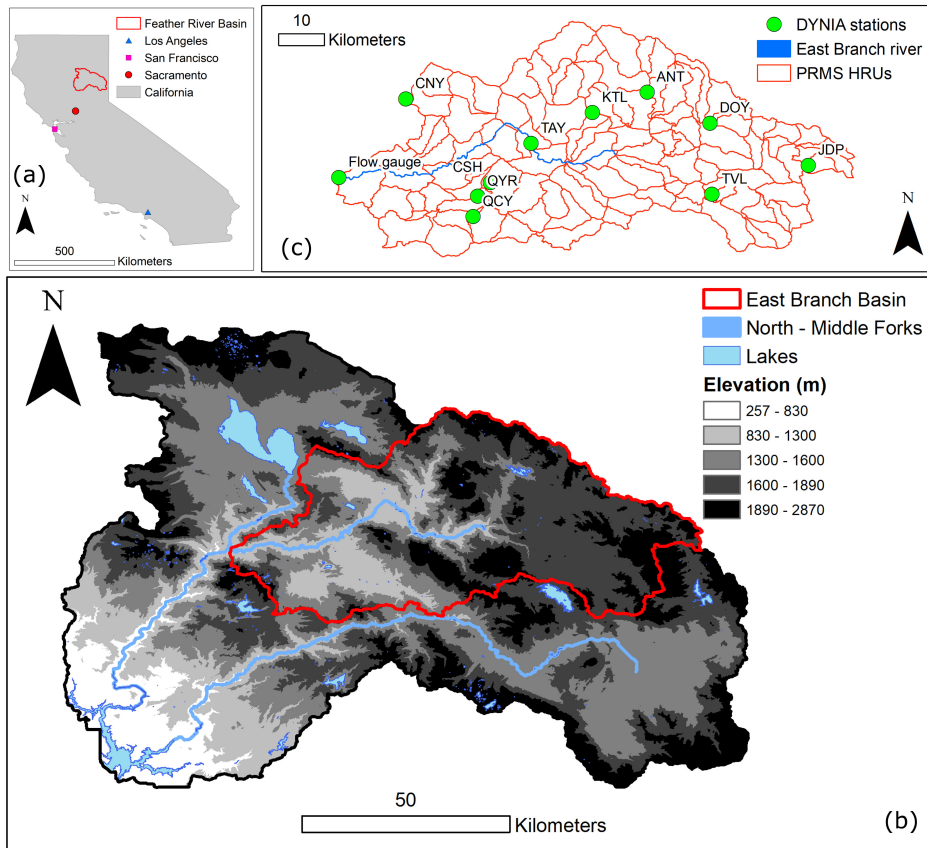 (a)
Feather River Basin
Los Angeles
San Francisco
Sacramento
California
N
500
Kilometers
(c)
10
Kilometers
DYNIA stations
East Branch river
PRMS HRUs
CNY
ANT
KTL
DOY
TAY
JDP
Flow gauge
CSH
QYR
TVL
QCY
N
(b)
N
East Branch Basin
North - Middle Forks
Lakes
Elevation (m)
257 - 830
830 - 1300
1300 - 1600
1600 - 1890
1890 - 2870
50
Kilometers